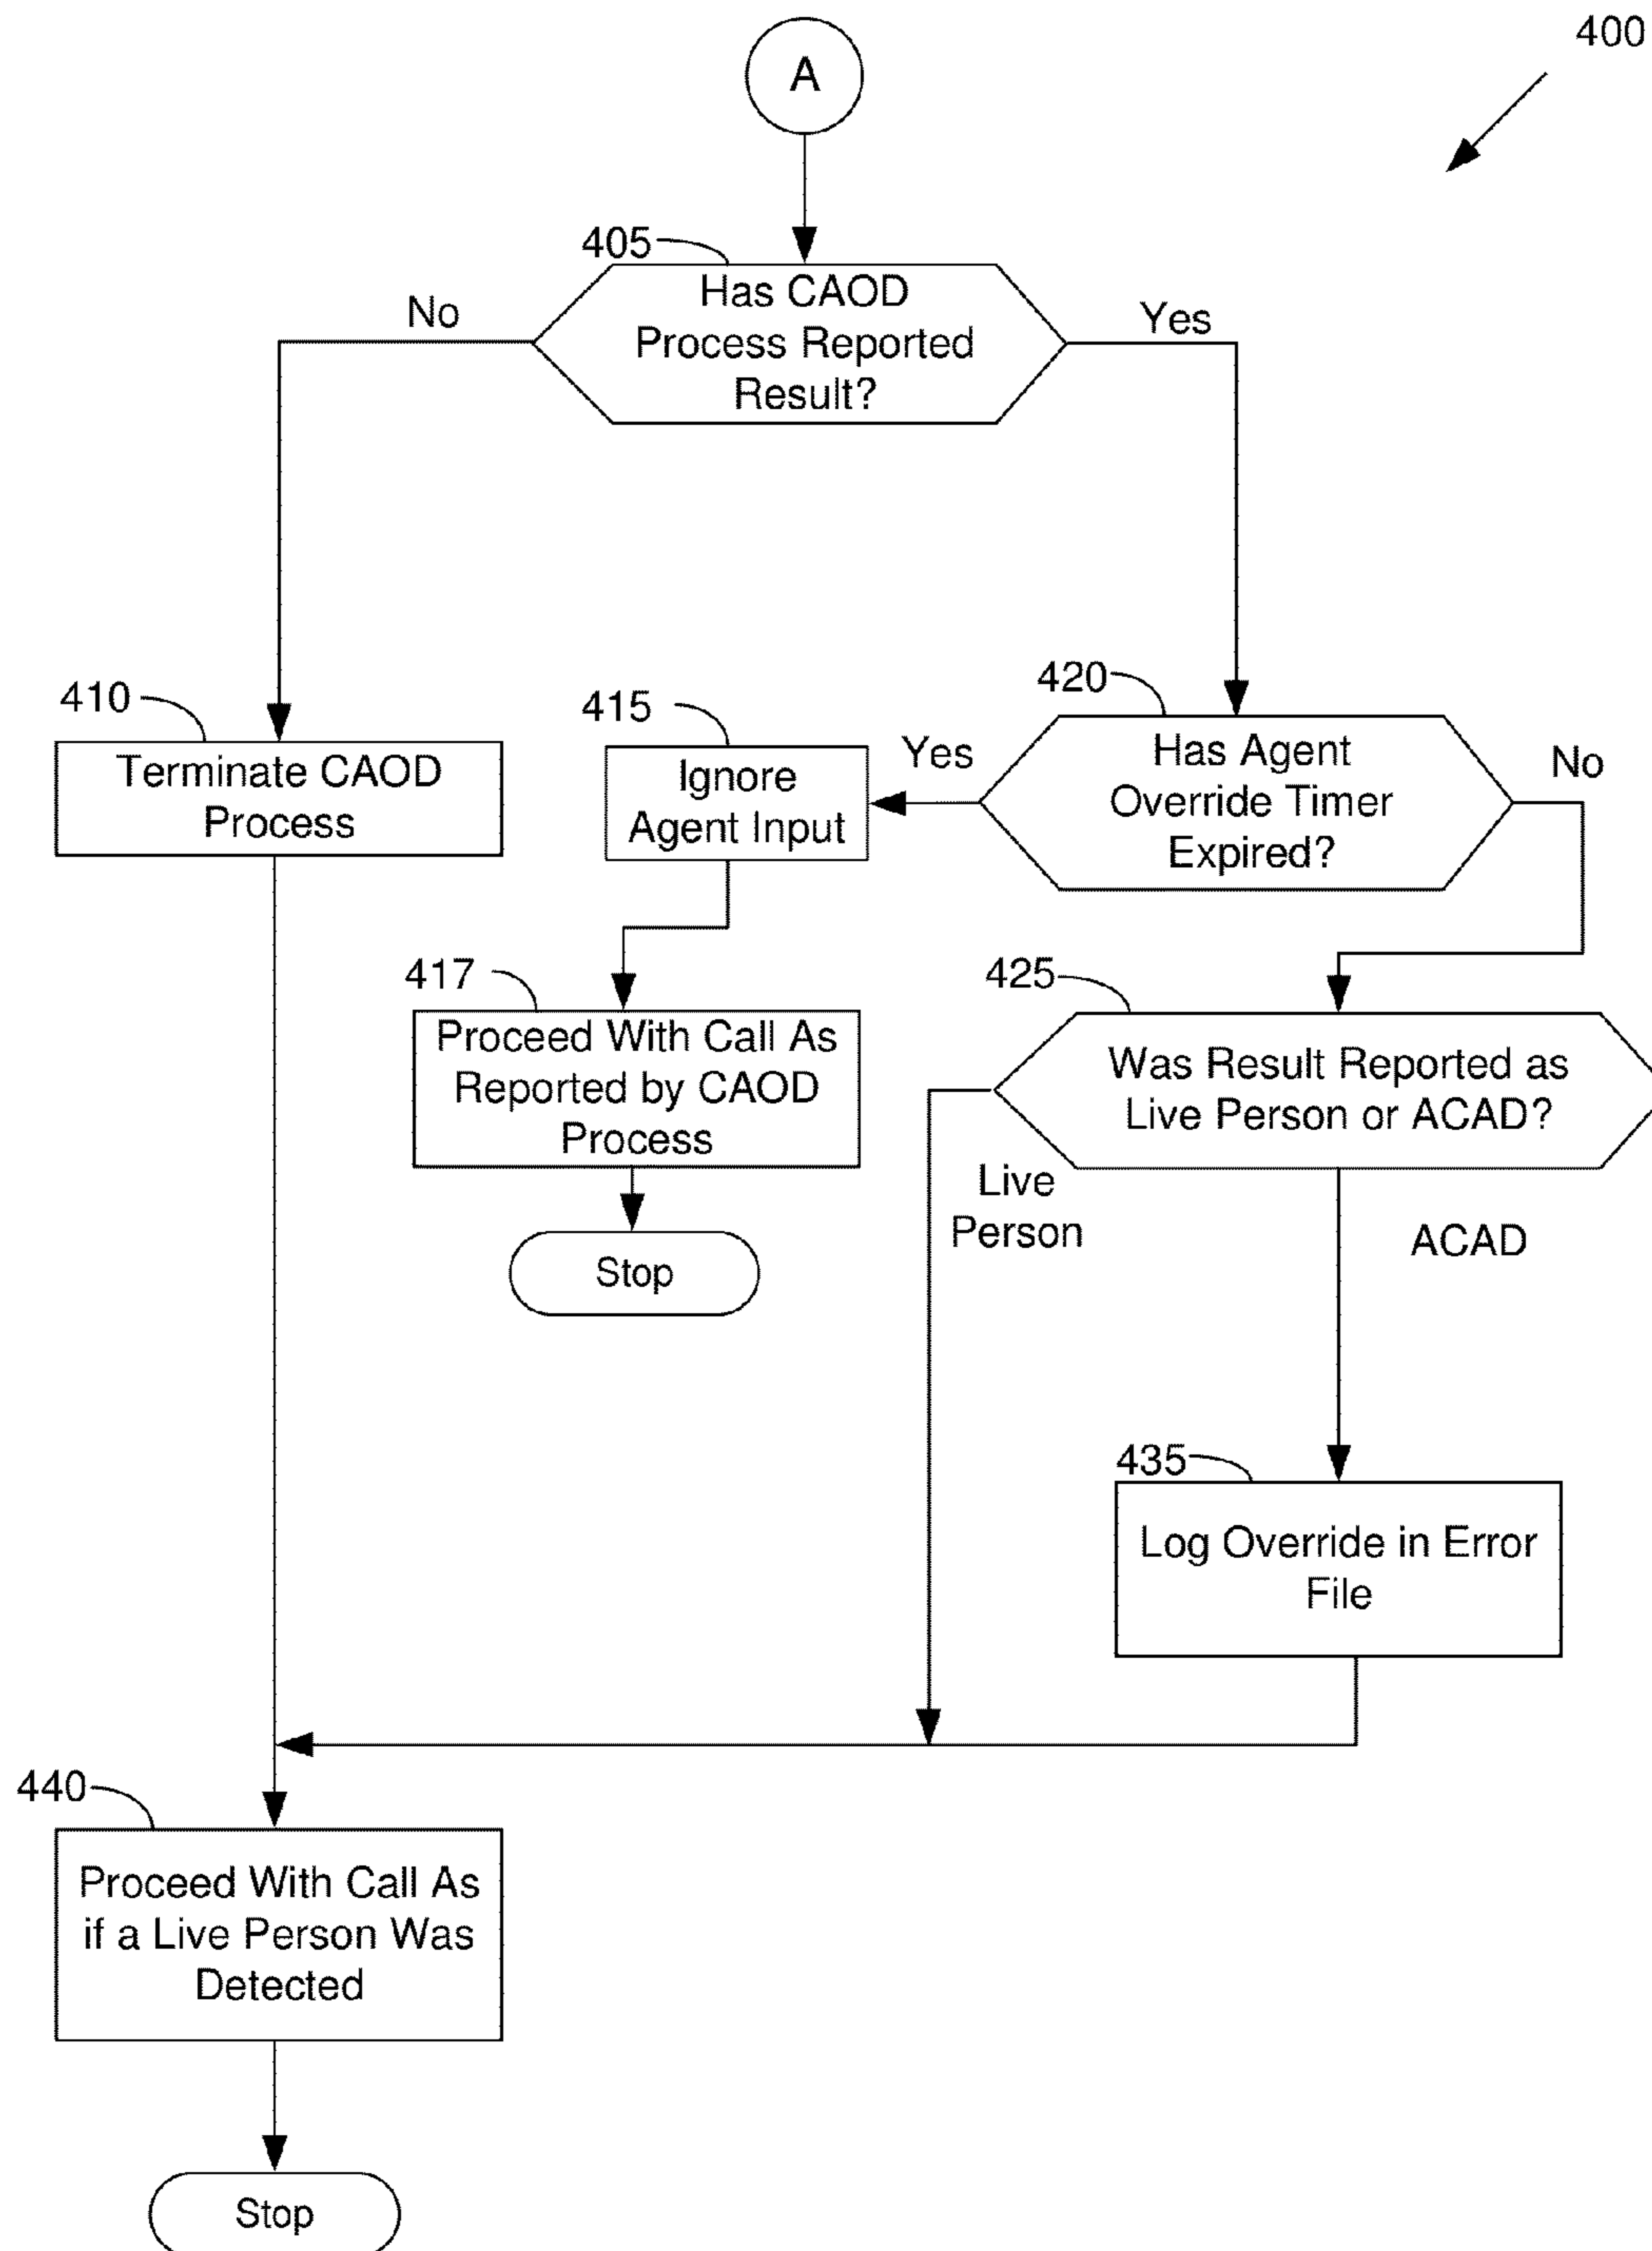 400
A
405
Has CAOD
Process Reported
Result?
No
Yes
410
Terminate CAOD
Process
415
Ignore
Agent Input
420
Has Agent
Override Timer
Expired?
Yes
No
417
Proceed With Call As
Reported by CAOD
Process
Stop
425
Was Result Reported as
Live Person or ACAD?
Live
Person
ACAD
435
Log Override in Error
File
440
Proceed With Call As
if a Live Person Was
Detected
Stop